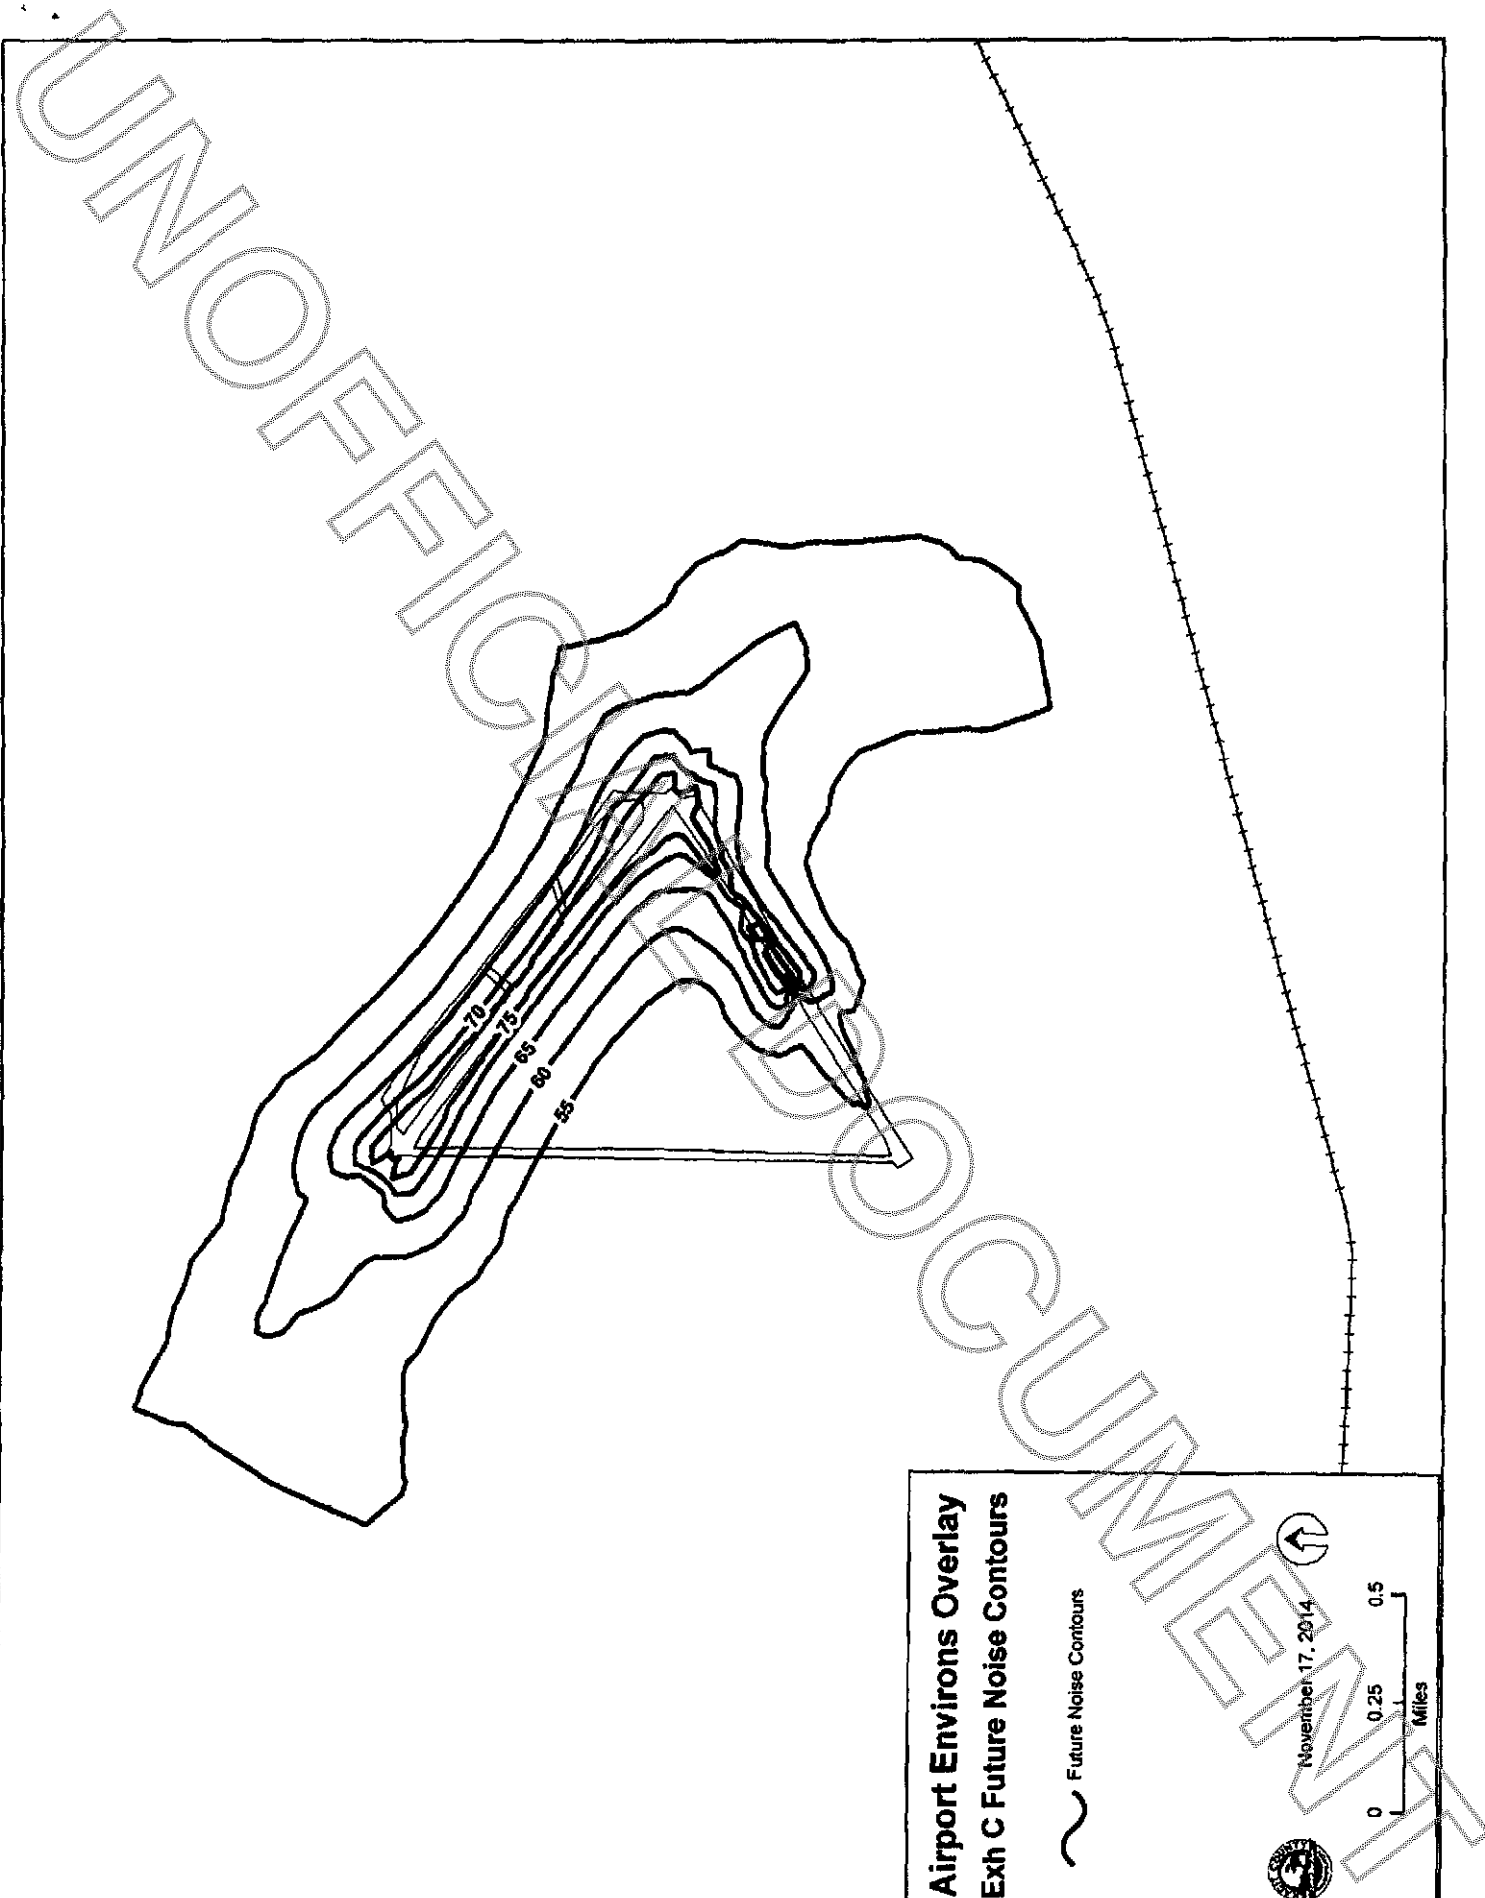 UNOFFICIAL DOCUMENT
70
75
65
60
55
Airport Environs Overlay
Exh C Future Noise Contours
Future Noise Contours
November 17, 2014
0 0.25 0.5
Miles
COUNTY